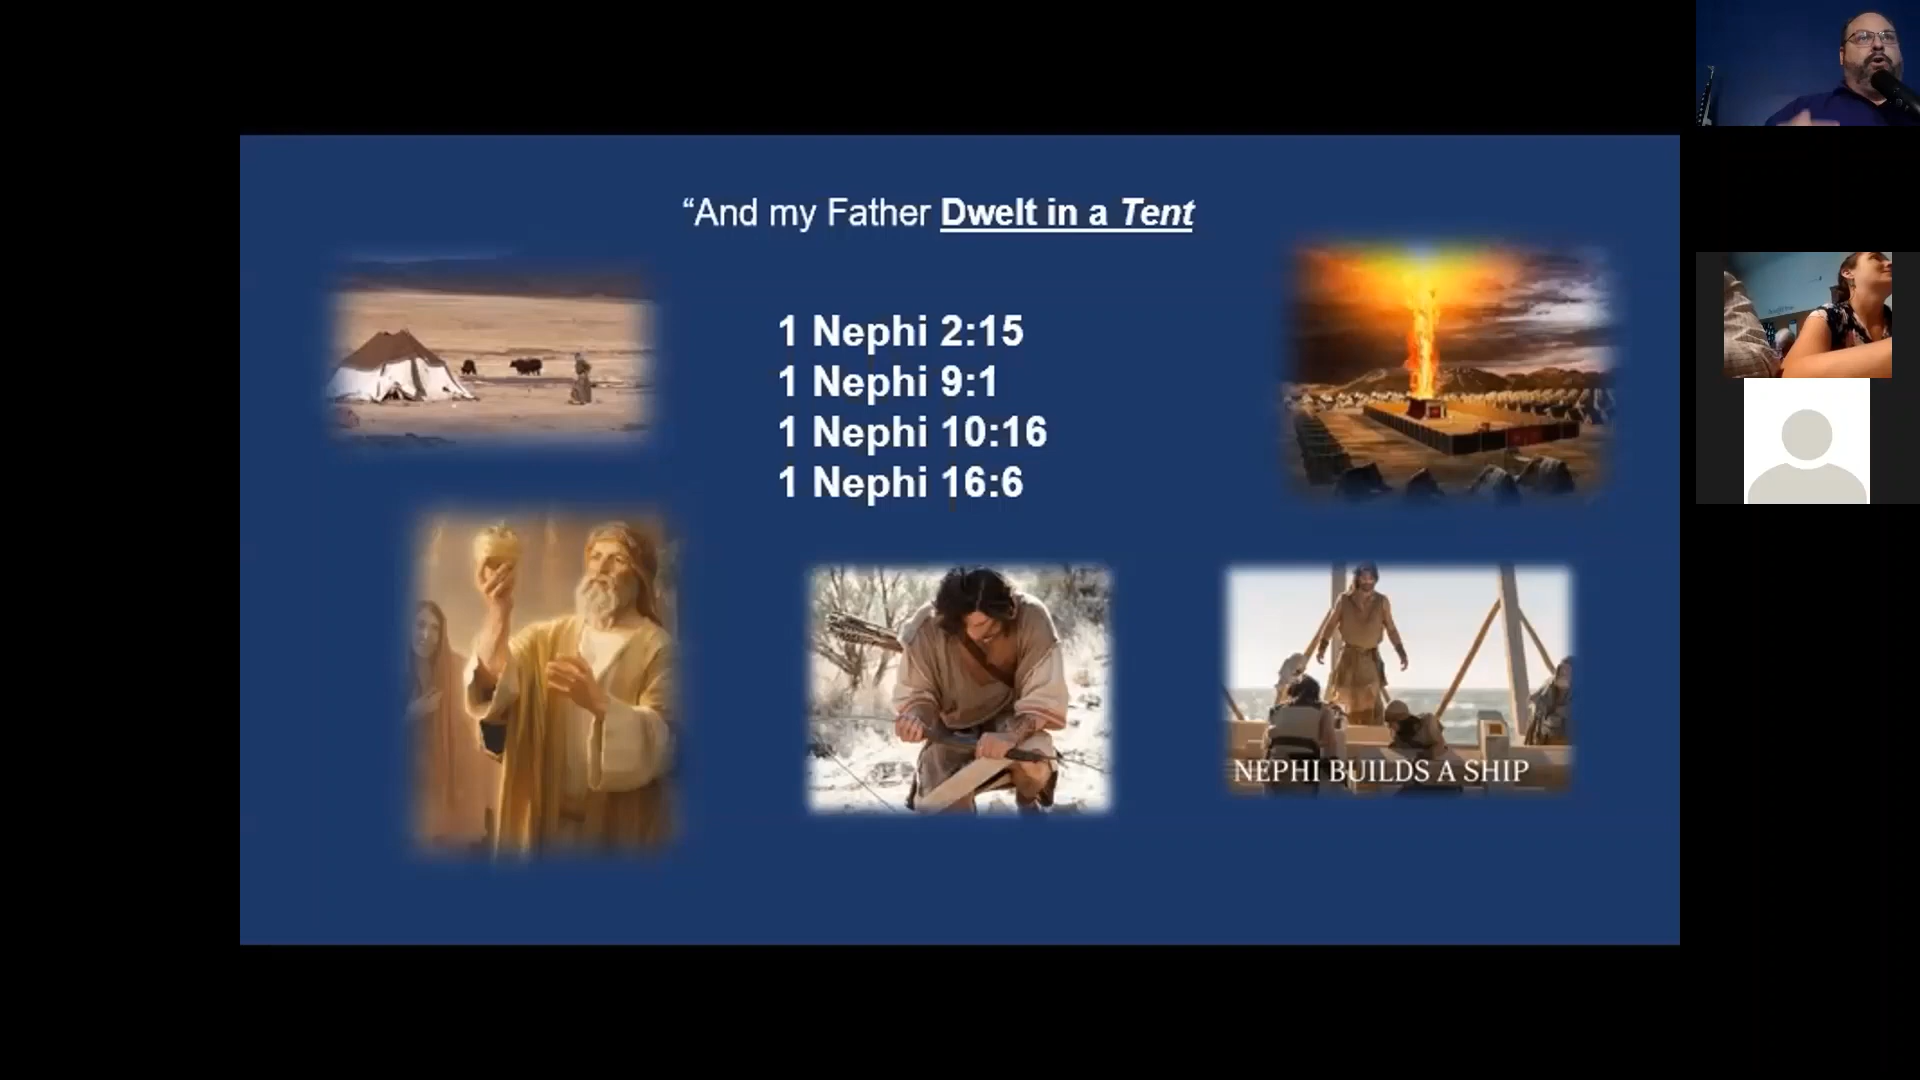 “And my Father Dwelt in a Tent
1 Nephi 2:15
1 Nephi 9:1
1 Nephi 10:16
1 Nephi 16:6
NEPHI BUILDS A SHIP